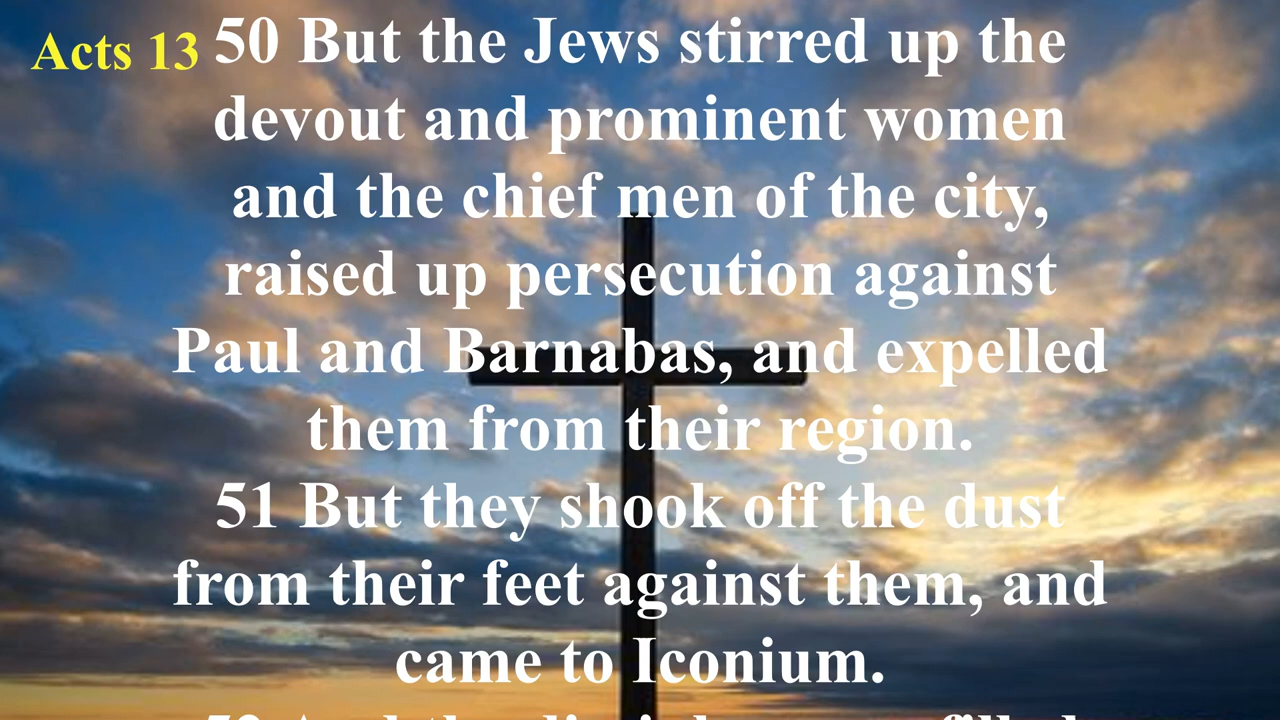 Acts 13
50 But the Jews stirred up the
devout and prominent women
and the chief men of the city,
raised up persecution against
Paul and Barnabas, and expelled
them from their region.
51 But they shook off the dust
from their feet against them, and
came to Iconium.